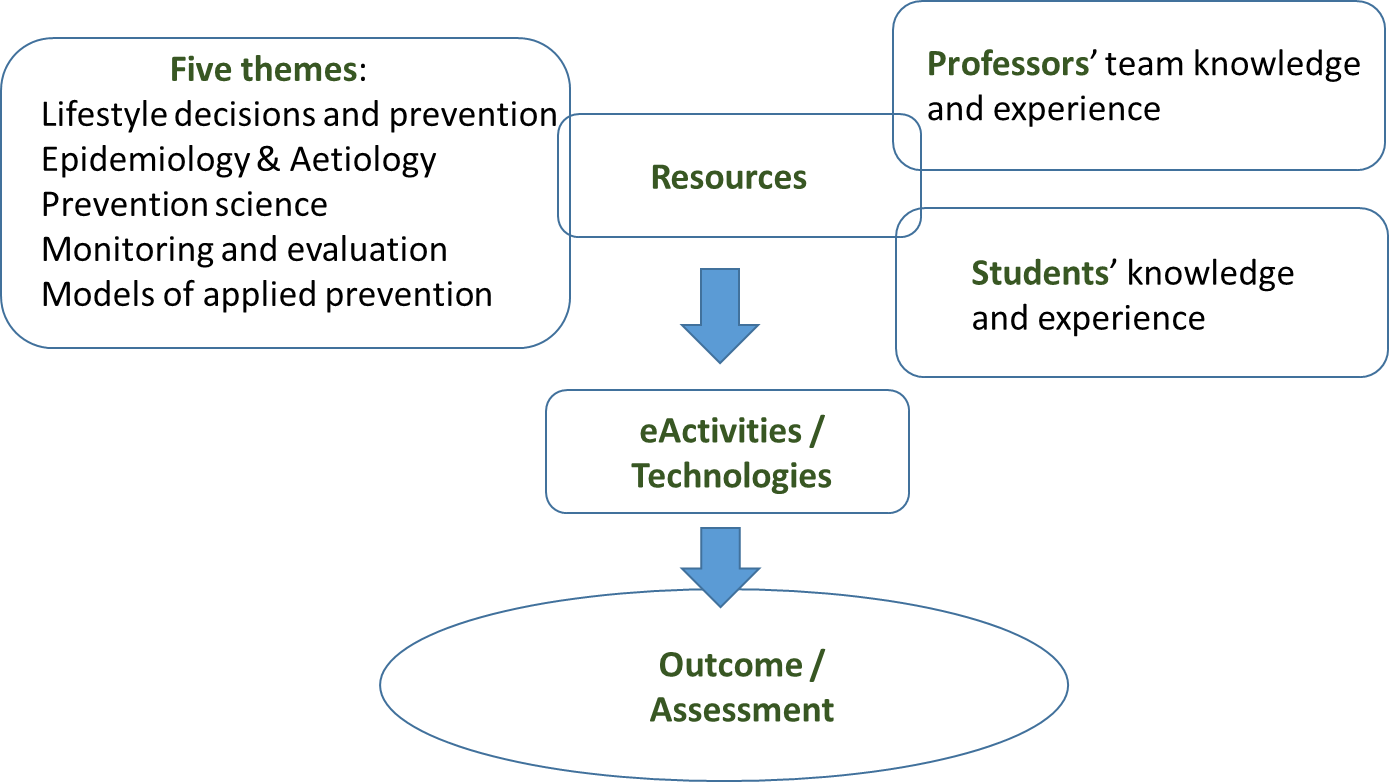 Five themes:
Lifestyle decisions and prevention
Epidemiology & Aetiology
Prevention science
Monitoring and evaluation
Models of applied prevention
Resources
Professors’ team knowledge
and experience
Students’ knowledge
and experience
eActivities /
Technologies
Outcome /
Assessment